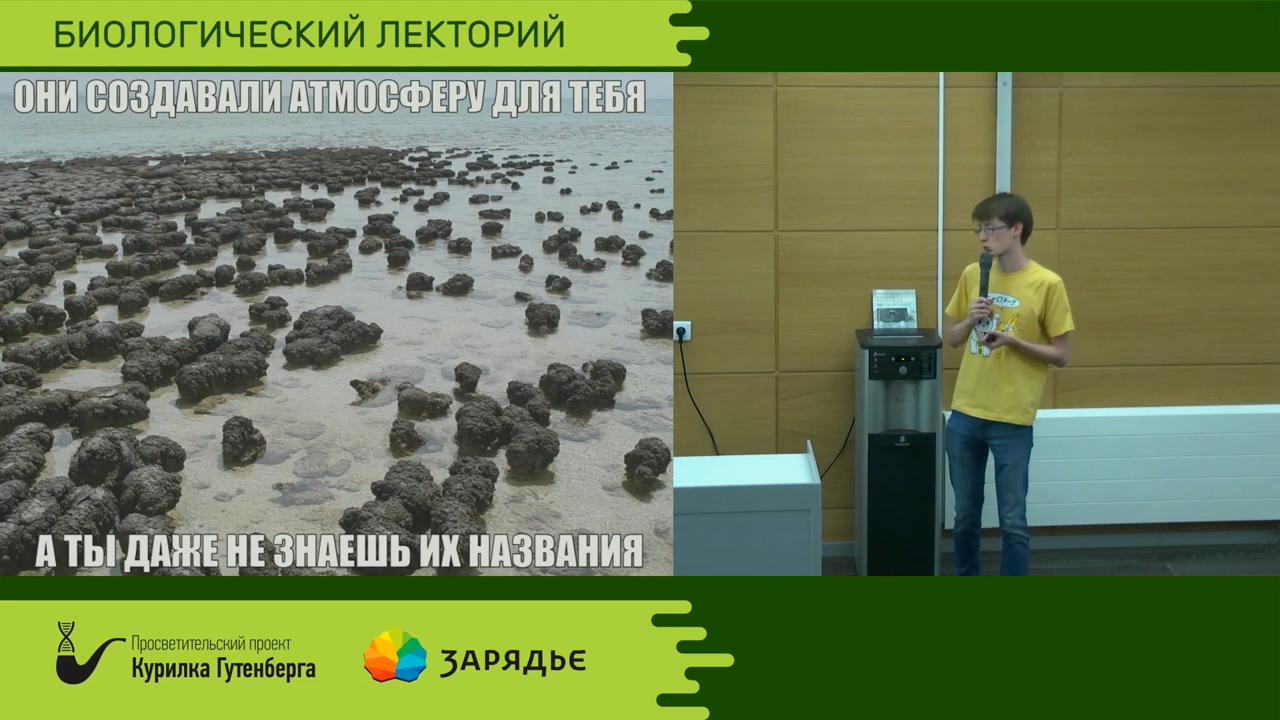 БИОЛОГИЧЕСКИЙ ЛЕКТОРИЙ
ОНИ СОЗДАВАЛИ АТМОСФЕРУ ДЛЯ ТЕБЯ
А ТЫ ДАЖЕ НЕ ЗНАЕШЬ ИХ НАЗВАНИЯ
Просветительский проект
Курилка Гутенберга
ЗАРЯДЬЕ